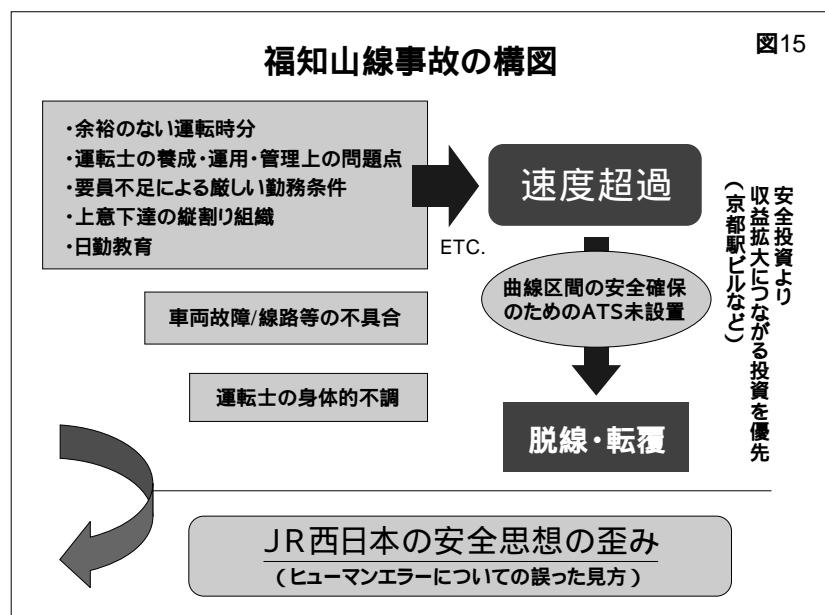 図15
福知山線事故の構図
・余裕のない運転時分
・運転士の養成・運用・管理上の問題点
・要員不足による厳しい勤務条件
・上意下達の縦割り組織
・日勤教育
ETC.
速度超過
曲線区間の安全確保
のためのATS未設置
安全投資より
収益拡大につながる投資を優先
(京都駅ビルなど)
車両故障/線路等の不具合
運転士の身体的不調
脱線・転覆
JR西日本の安全思想の歪み
(ヒューマンエラーについての誤った見方)